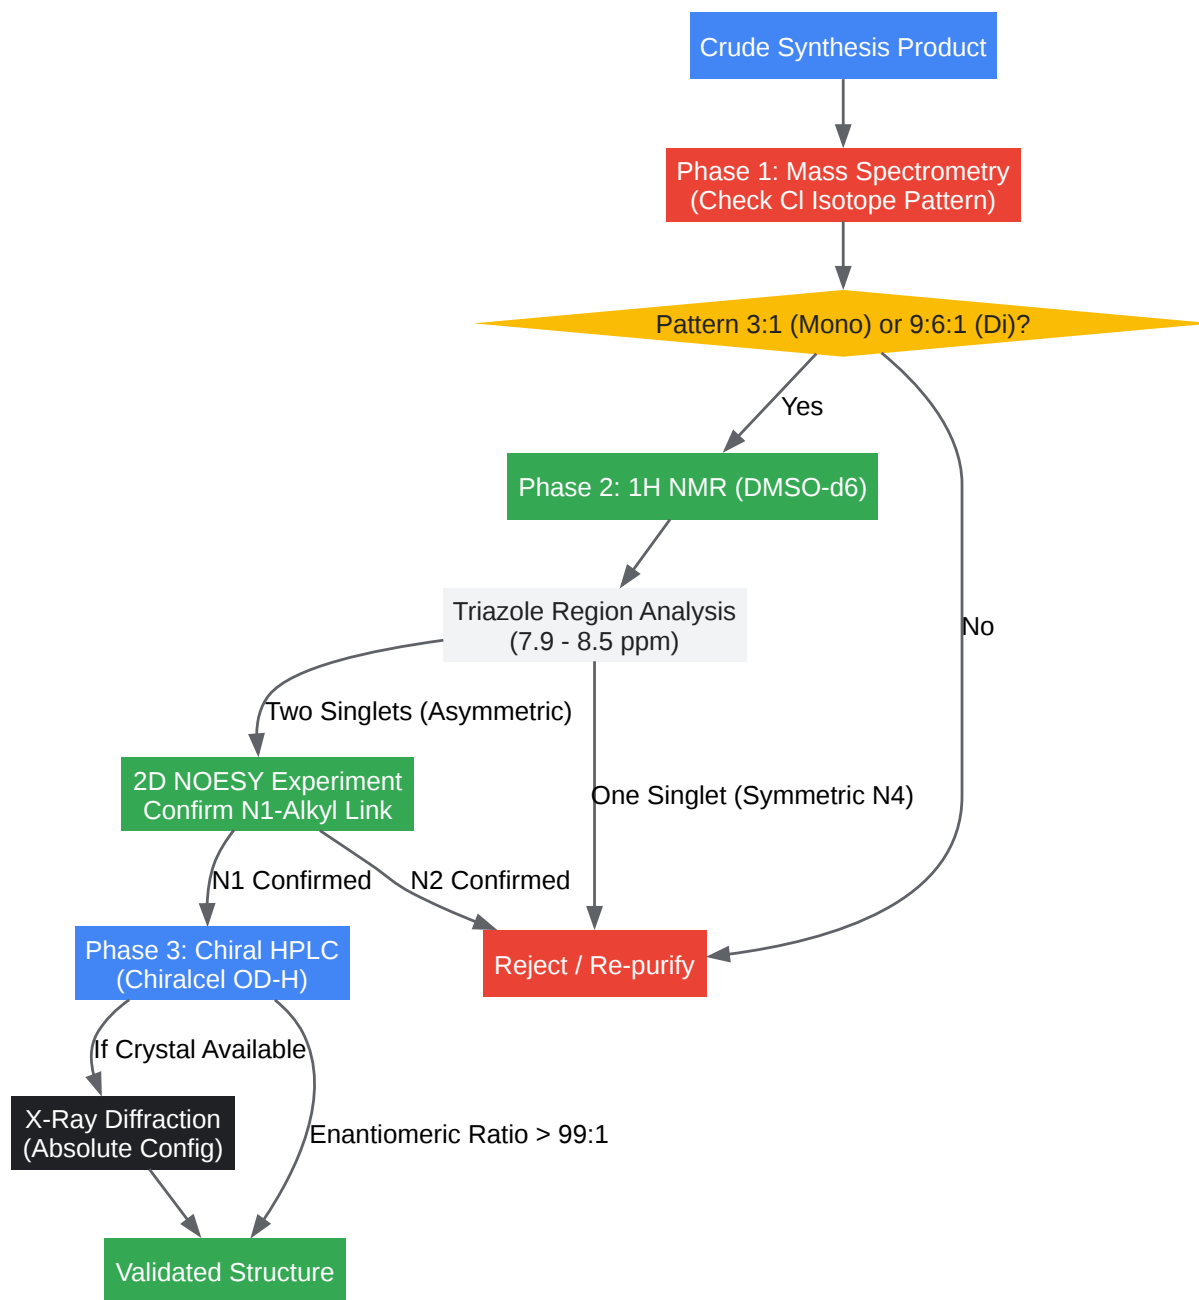 Crude Synthesis Product
Phase 1: Mass Spectrometry
(Check Cl Isotope Pattern)
Pattern 3:1 (Mono) or 9:6:1 (Di)?
Yes
Phase 2: 1H NMR (DMSO-d6)
Triazole Region Analysis
(7.9 - 8.5 ppm)
No
Two Singlets (Asymmetric)
2D NOESY Experiment
Confirm N1-Alkyl Link
One Singlet (Symmetric N4)
N1 Confirmed
N2 Confirmed
Phase 3: Chiral HPLC
(Chiralcel OD-H)
Reject / Re-purify
If Crystal Available
X-Ray Diffraction
(Absolute Config)
Enantiomeric Ratio > 99:1
Validated Structure